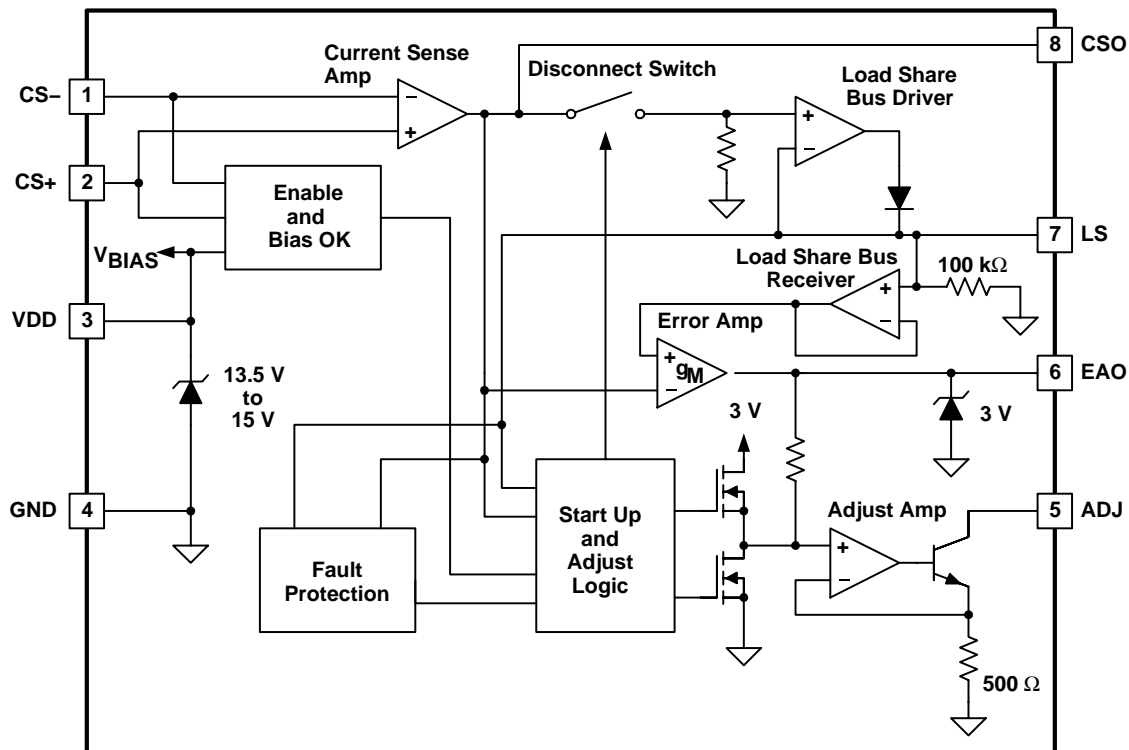 8 CSO
Current Sense
Amp
Disconnect Switch
Load Share
Bus Driver
CS– 1
–
+
+
–
CS+ 2
Enable
and
Bias OK
VBIAS
7 LS
Load Share Bus
Receiver
100 kΩ
+
–
VDD 3
Error Amp
+
gM
–
6 EAO
13.5 V
to
15 V
3 V
3 V
GND 4
Start Up
and
Adjust
Logic
Adjust Amp
5 ADJ
+
–
Fault
Protection
500 Ω